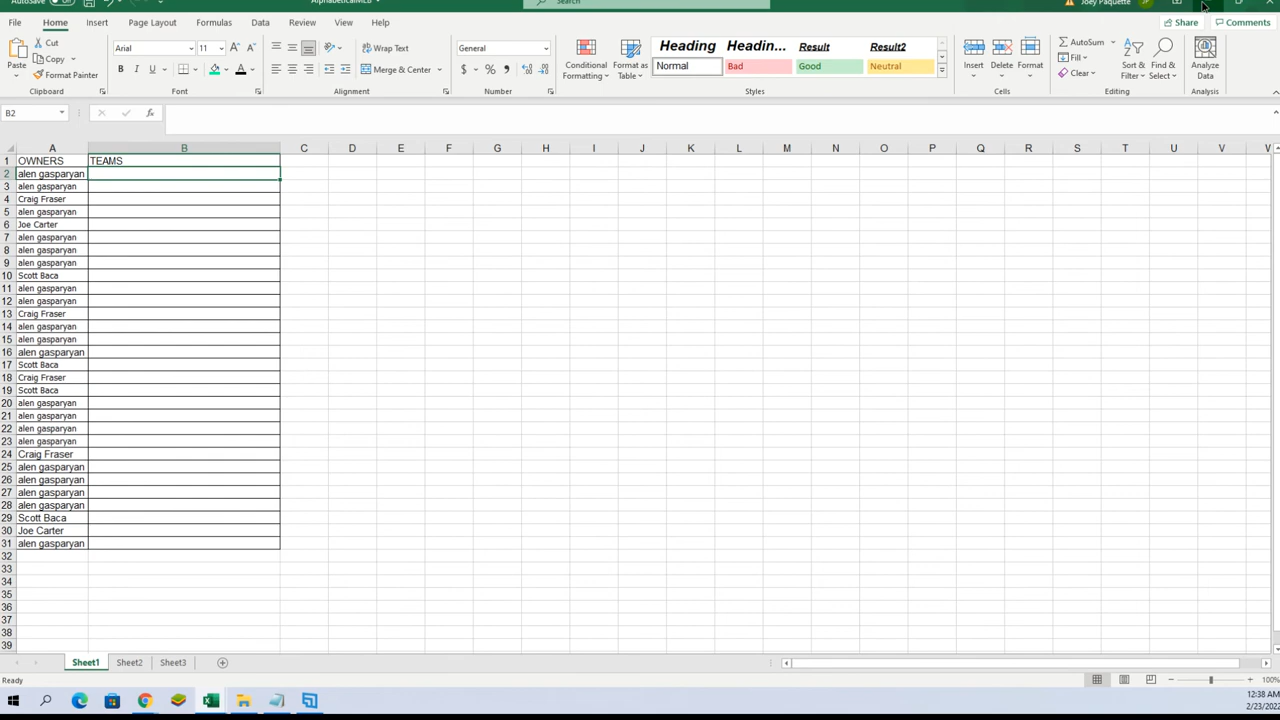 AutoSave
AlphabeticalMLB
Search
Joey Paquette JP
File Home Insert Page Layout Formulas Data Review View Help
Share Comments
Paste
Cut
Copy
Format Painter
Clipboard
Arial 11
B I U
Font
Wrap Text
Merge & Center
Alignment
General
$ % ,
Number
Conditional Formatting
Format as Table
Heading Headin... Result Result2
Normal Bad Good Neutral
Styles
Insert Delete Format
Cells
AutoSum
Fill
Clear
Sort & Filter
Find & Select
Editing
Analyze Data
Analysis
B2
fx
A B C D E F G H I J K L M N O P Q R S T U V W
1 OWNERS TEAMS
2 alen gasparyan
3 alen gasparyan
4 Craig Fraser
5 alen gasparyan
6 Joe Carter
7 alen gasparyan
8 alen gasparyan
9 alen gasparyan
10 Scott Baca
11 alen gasparyan
12 alen gasparyan
13 Craig Fraser
14 alen gasparyan
15 alen gasparyan
16 alen gasparyan
17 Scott Baca
18 Craig Fraser
19 Scott Baca
20 alen gasparyan
21 alen gasparyan
22 alen gasparyan
23 alen gasparyan
24 Craig Fraser
25 alen gasparyan
26 alen gasparyan
27 alen gasparyan
28 alen gasparyan
29 Scott Baca
30 Joe Carter
31 alen gasparyan
32
33
34
35
36
37
38
39
Sheet1 Sheet2 Sheet3
Ready
100%
12:38 AM
2/23/2022